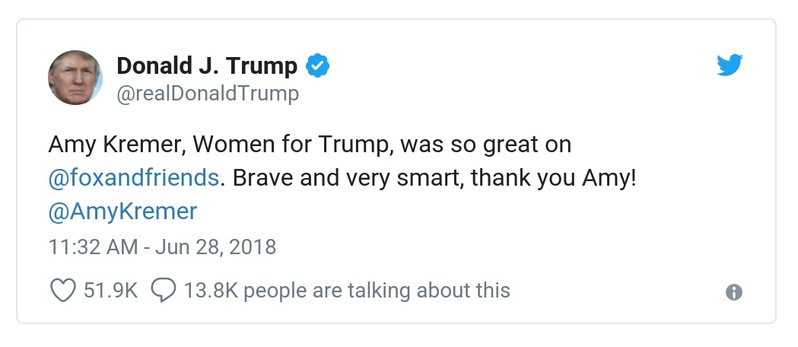 Donald J. Trump
@realDonaldTrump
Amy Kremer, Women for Trump, was so great on
@foxandfriends. Brave and very smart, thank you Amy!
@AmyKremer
11:32 AM - Jun 28, 2018
51.9K 13.8K people are talking about this